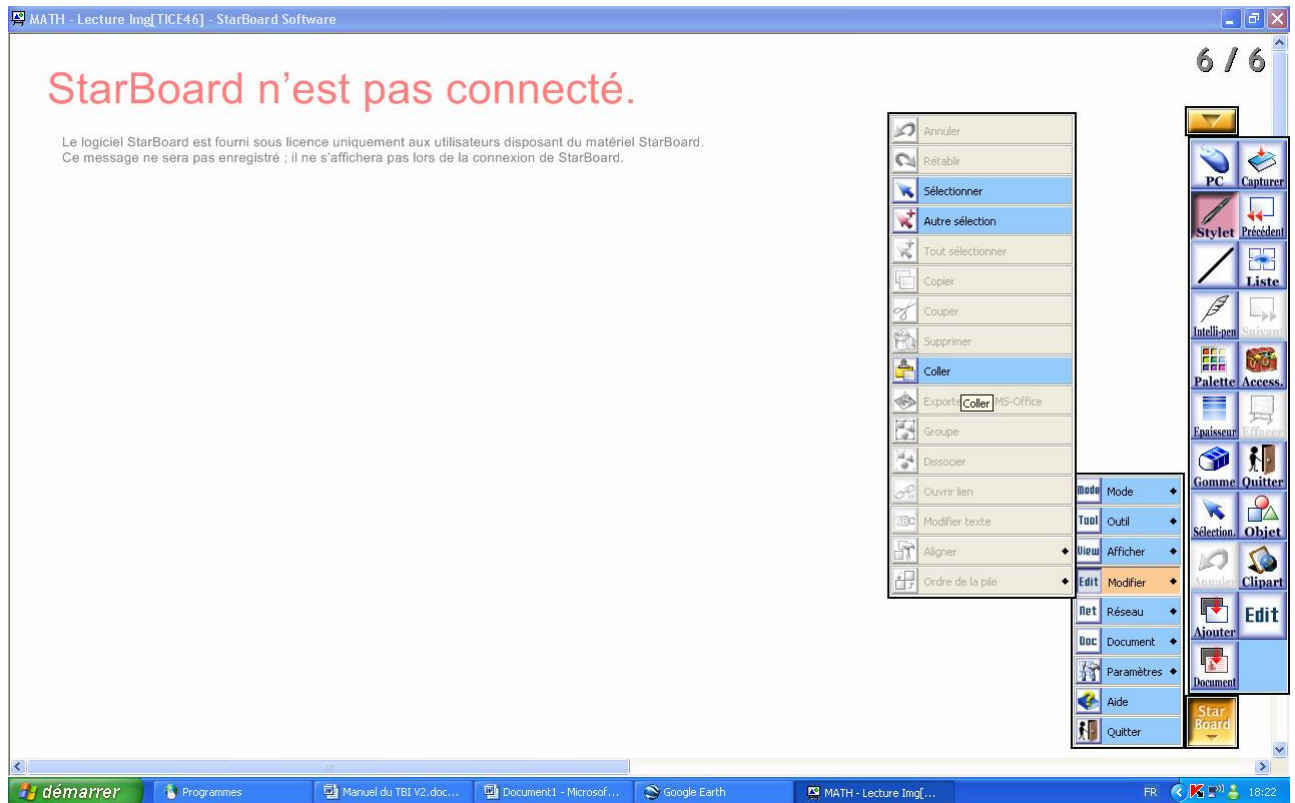 MATH - Lecture Img[TICE46] - StarBoard Software
6 / 6
StarBoard n'est pas connecté.
Le logiciel StarBoard est fourni sous licence uniquement aux utilisateurs disposant du matériel StarBoard.
Ce message ne sera pas enregistré ; il ne s'affichera pas lors de la connexion de StarBoard.
Annuler
Rétablir
Sélectionner
Autre sélection
Tout sélectionner
Copier
Couper
Supprimer
Coller
Exporte Coller MS-Office
Groupe
Dissocier
Ouvrir lien
Modifier texte
Aligner
Ordre de la pile
Mode Mode
Tool Outil
View Afficher
Edit Modifier
Net Réseau
Doc Document
Paramètres
Aide
Quitter
PC Capturer
Stylet Précédent
Liste
Intelli-pen Suivant
Palette Access.
Epaisseur Effacer
Gomme Quitter
Sélection. Objet
Annuler Clipart
Ajouter Edit
Document
Star
Board
démarrer Programmes Manuel du TBI V2.doc... Document1 - Microsof... Google Earth MATH - Lecture Img[... FR 18:22